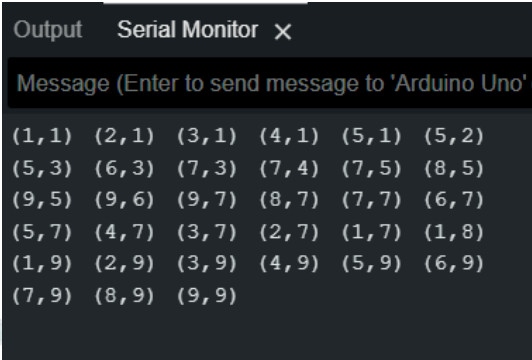 Output Serial Monitor ×
Message (Enter to send message to 'Arduino Uno'
(1,1) (2,1) (3,1) (4,1) (5,1) (5,2)
(5,3) (6,3) (7,3) (7,4) (7,5) (8,5)
(9,5) (9,6) (9,7) (8,7) (7,7) (6,7)
(5,7) (4,7) (3,7) (2,7) (1,7) (1,8)
(1,9) (2,9) (3,9) (4,9) (5,9) (6,9)
(7,9) (8,9) (9,9)